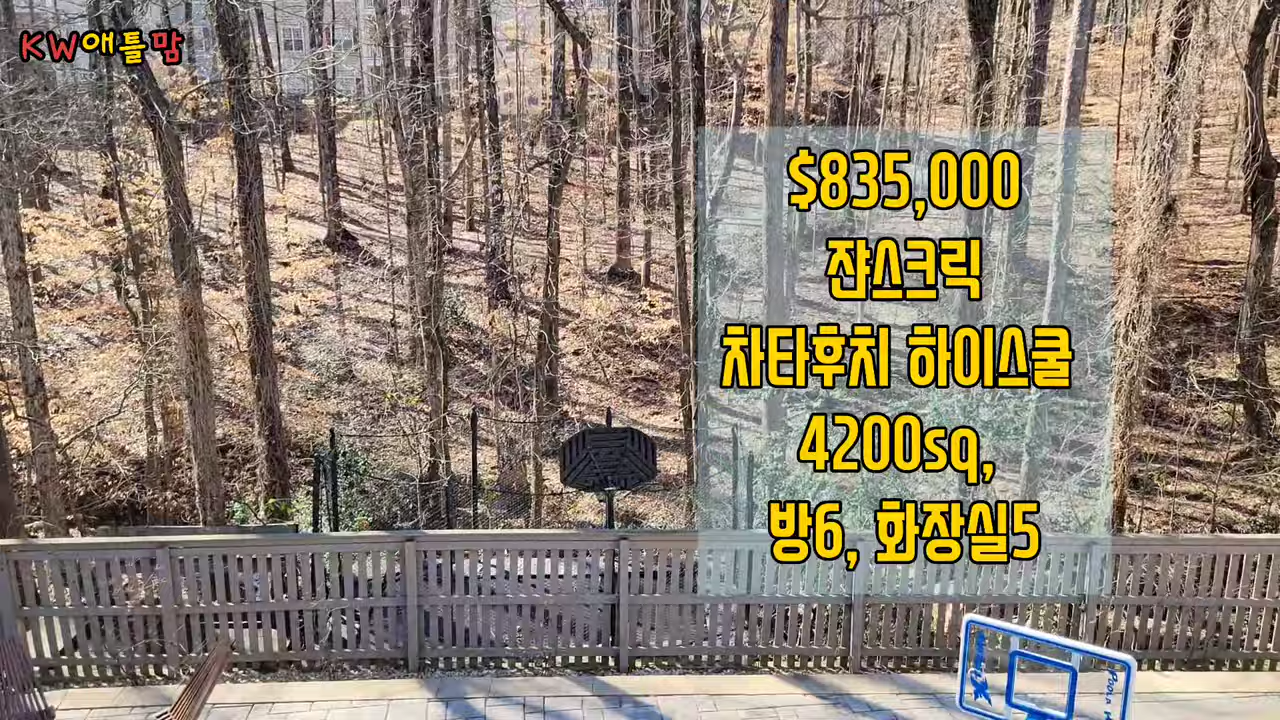 KW애틀맘
$835,000
쟌스크릭
차타후치 하이스쿨
4200sq,
방6, 화장실5